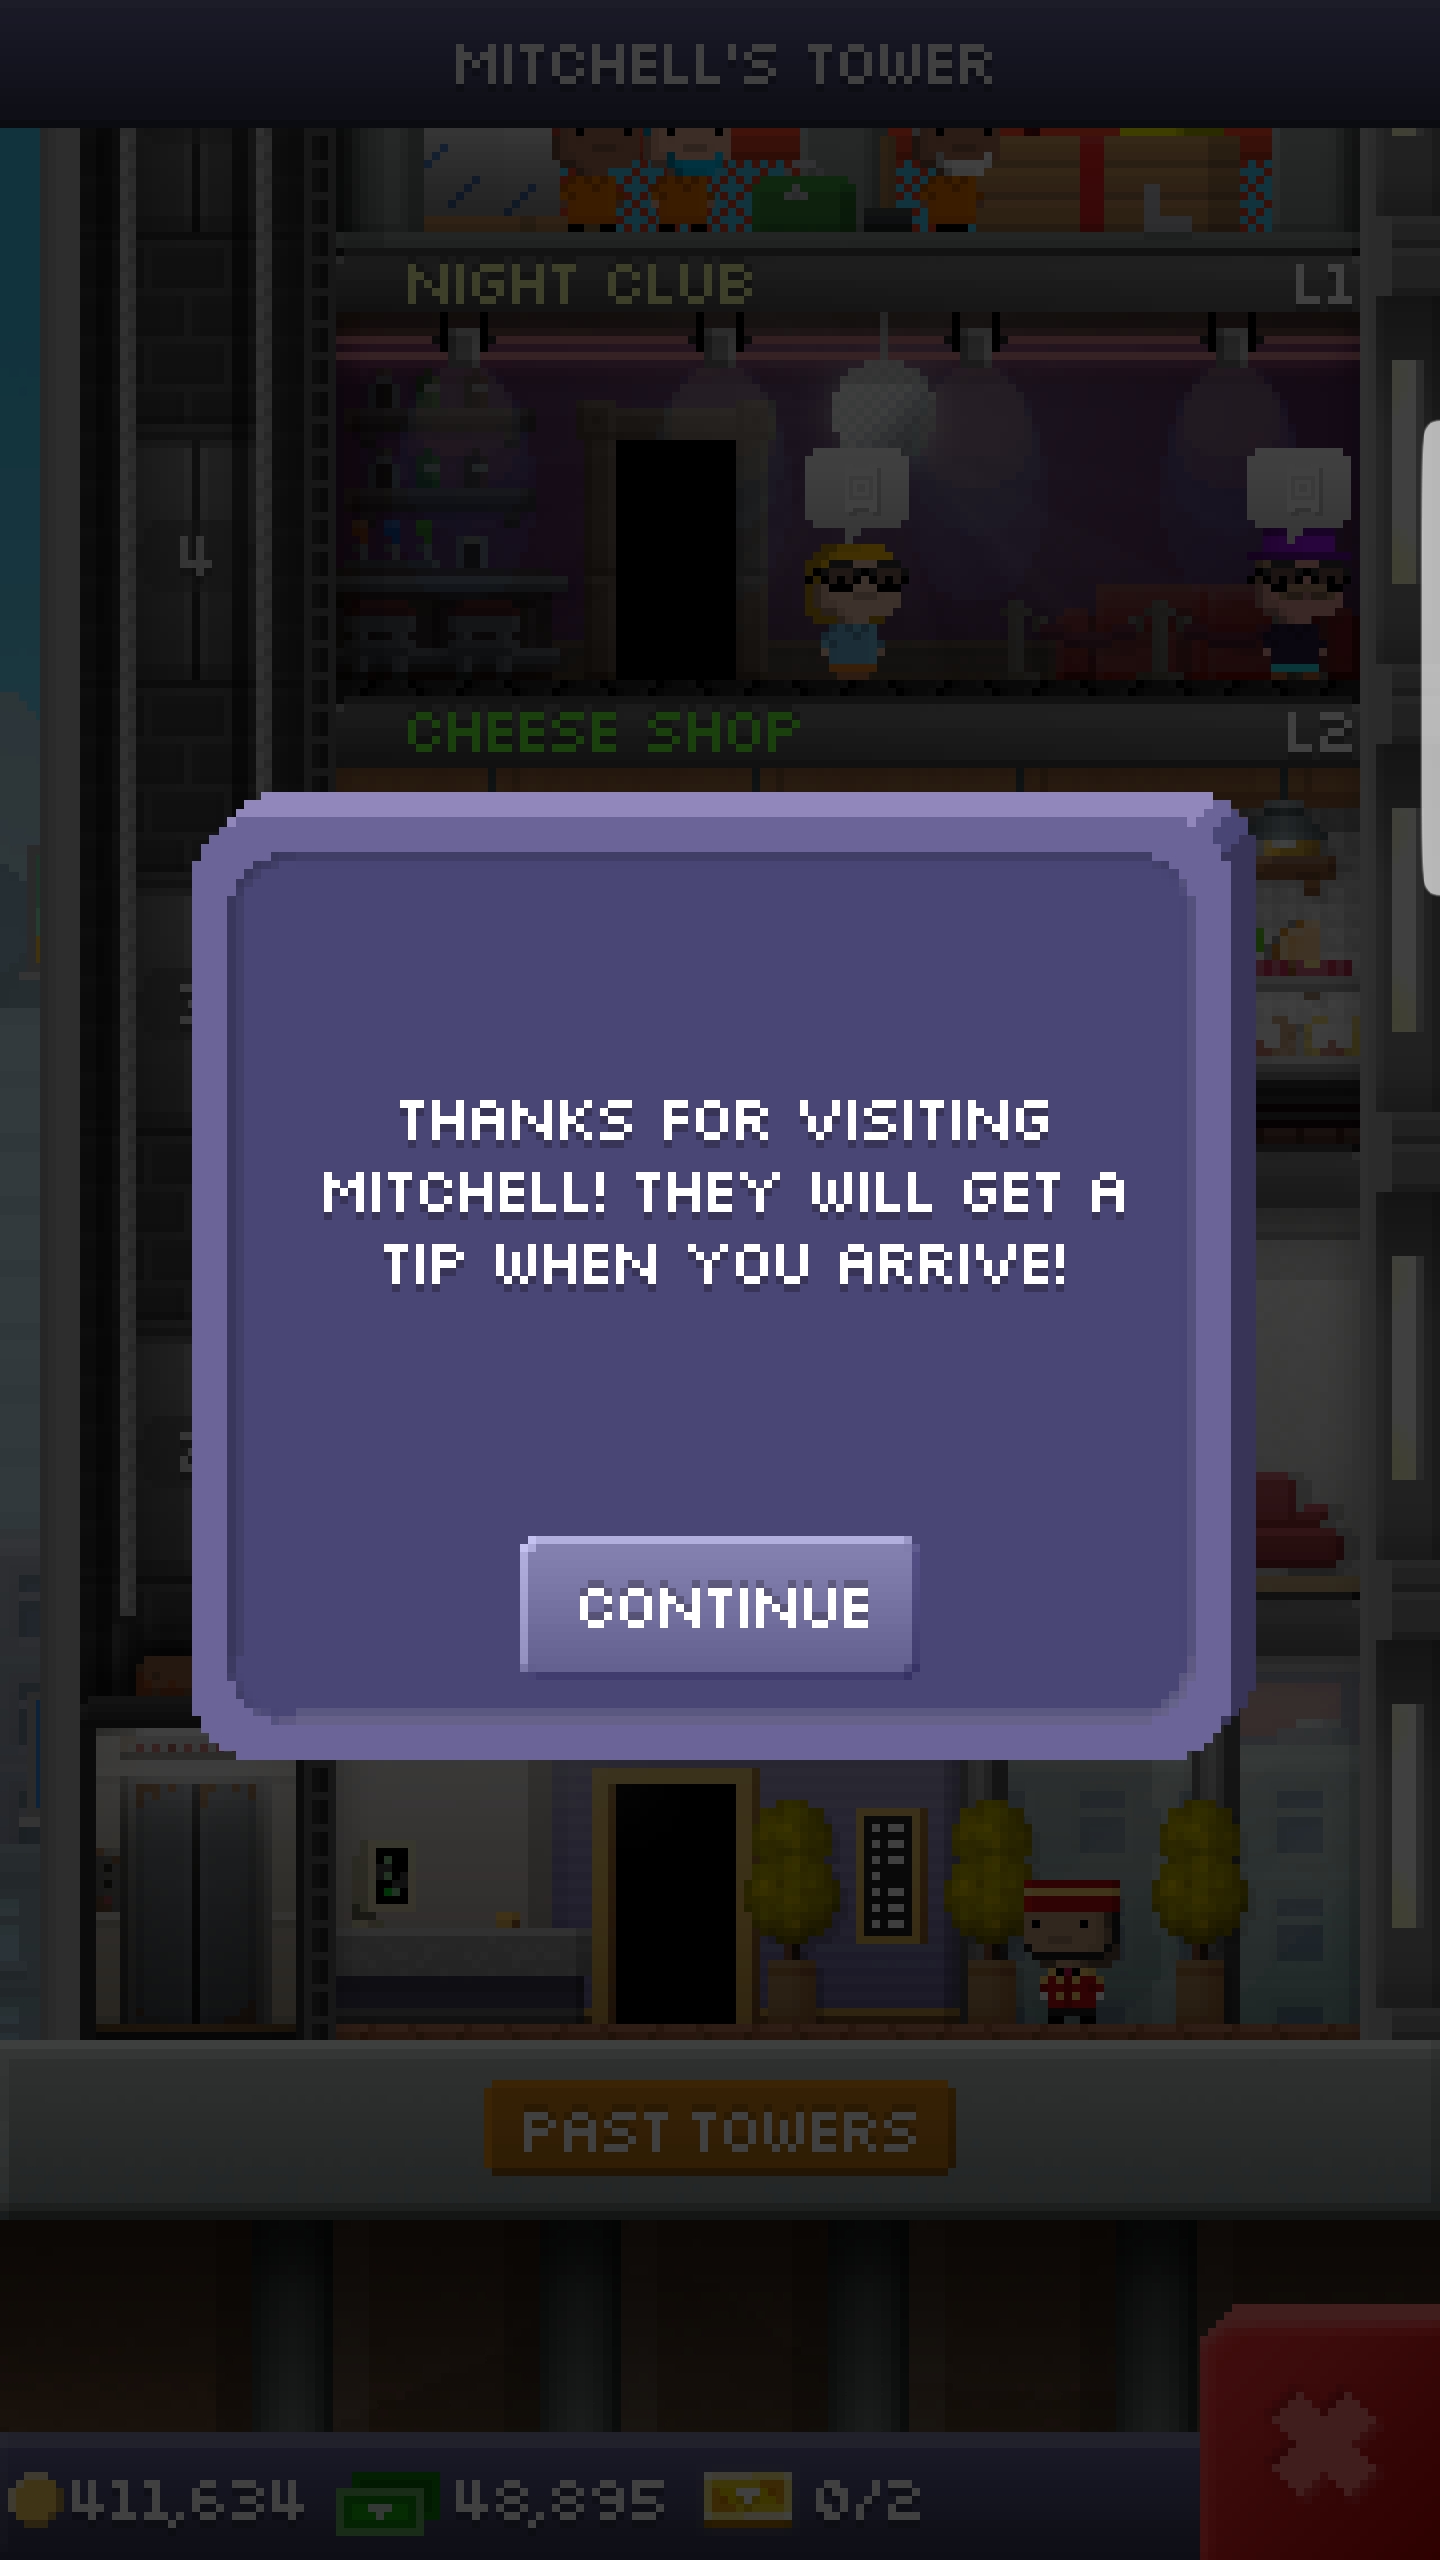 MITCHELL'S TOWER
NIGHT CLUB L1
4
CHEESE SHOP L2
THANKS FOR VISITING
MITCHELL! THEY WILL GET A
TIP WHEN YOU ARRIVE!
CONTINUE
PAST TOWERS
411,634 48,895 0/2